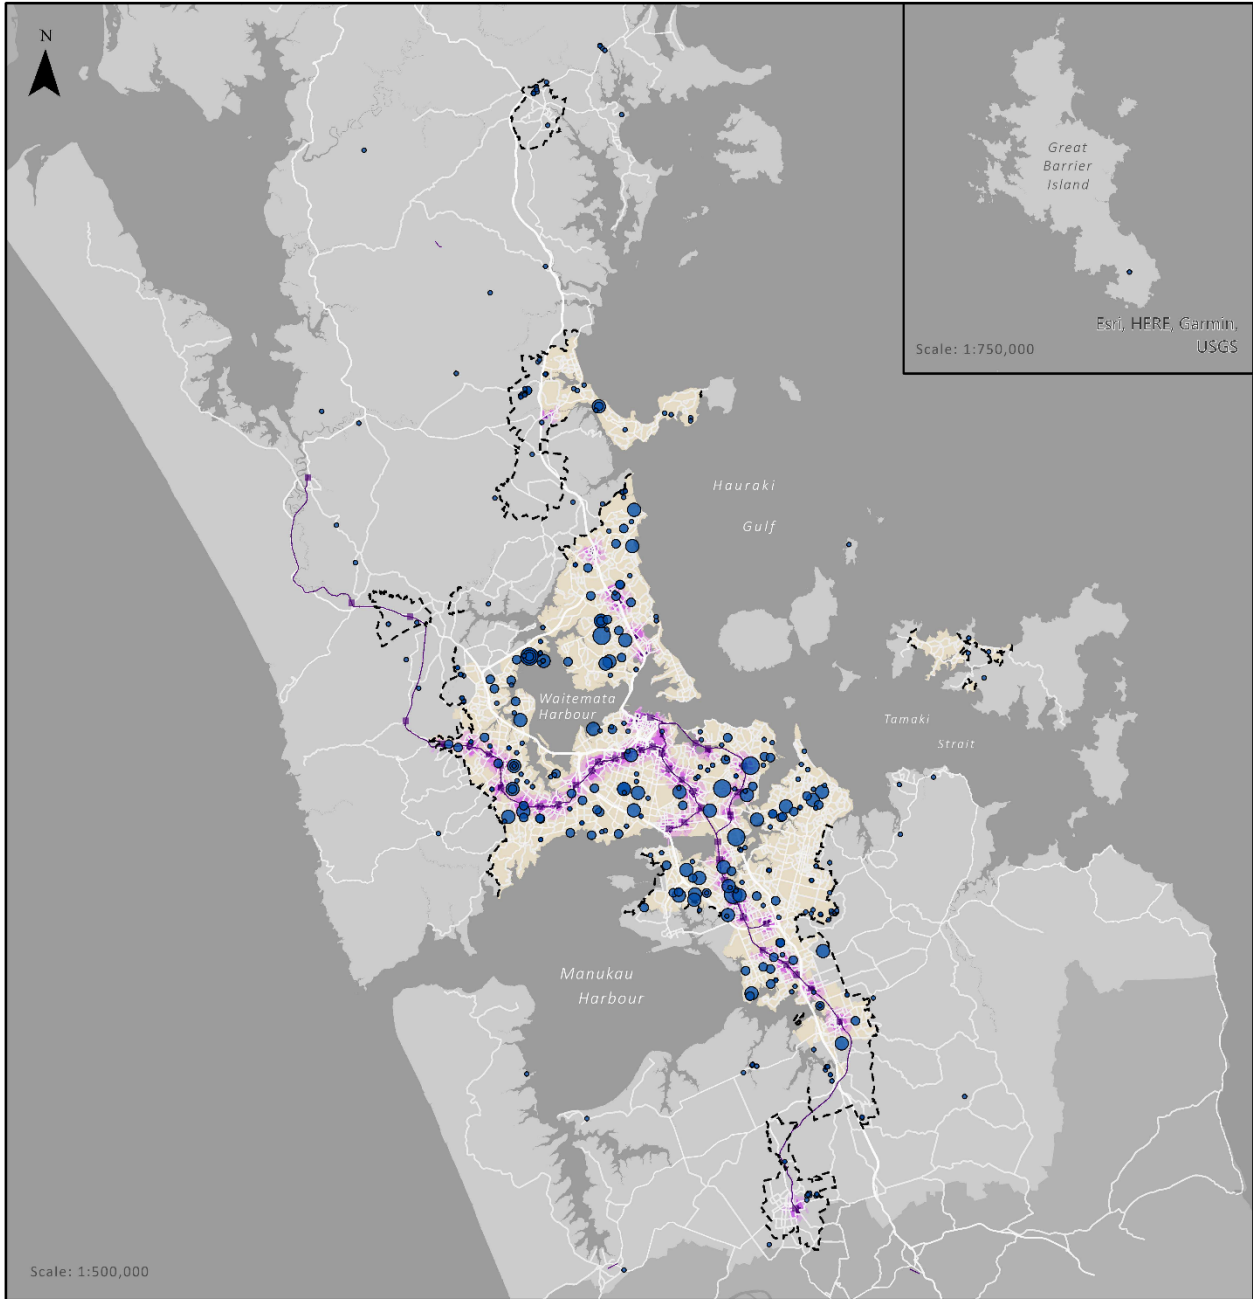 N
Great
Barrier
Island
Esri, HERE, Garmin,
USGS
Scale: 1:750,000
Hauraki
Gulf
Waitemata
Harbour
Tamaki
Strait
Manukau
Harbour
Scale: 1:500,000